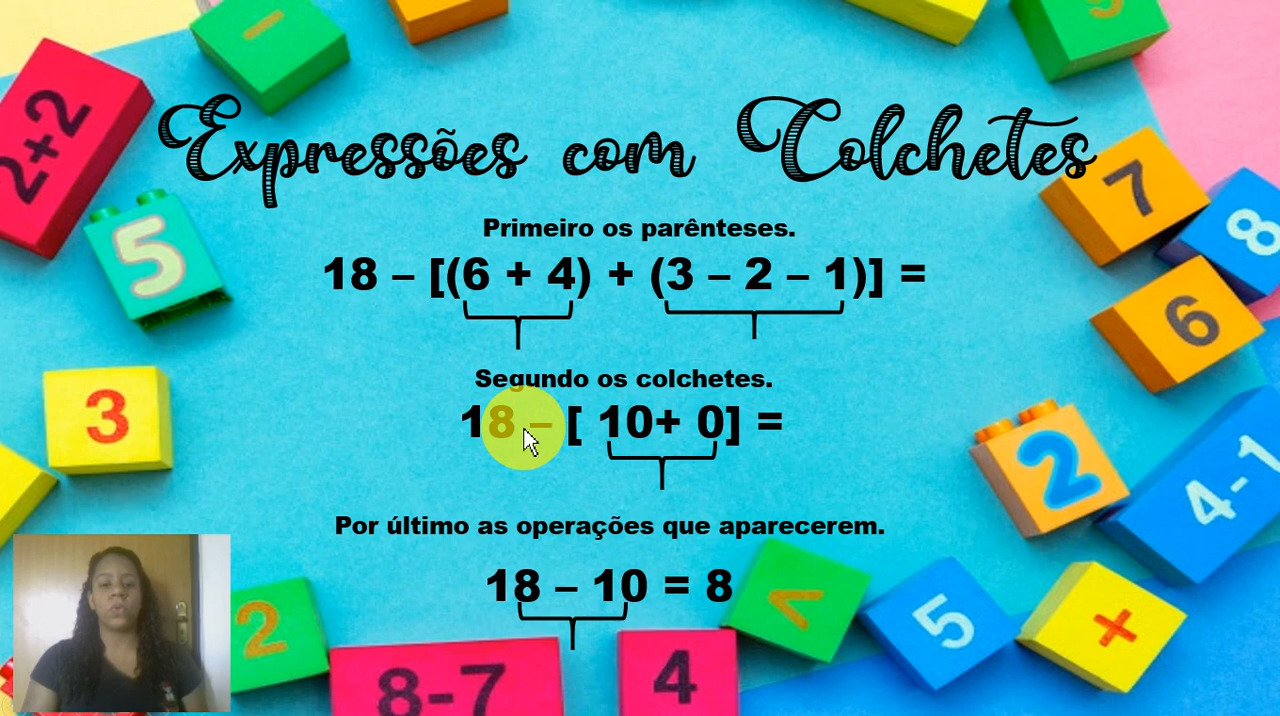 Expressões com Colchetes
Primeiro os parênteses.
18 – [(6 + 4) + (3 – 2 – 1)] =
Segundo os colchetes.
18 – [ 10+ 0] =
Por último as operações que aparecerem.
18 – 10 = 8
–
9
2+2
5
7
8
6
3
2
4-1
2
8-7
4
<
5
+